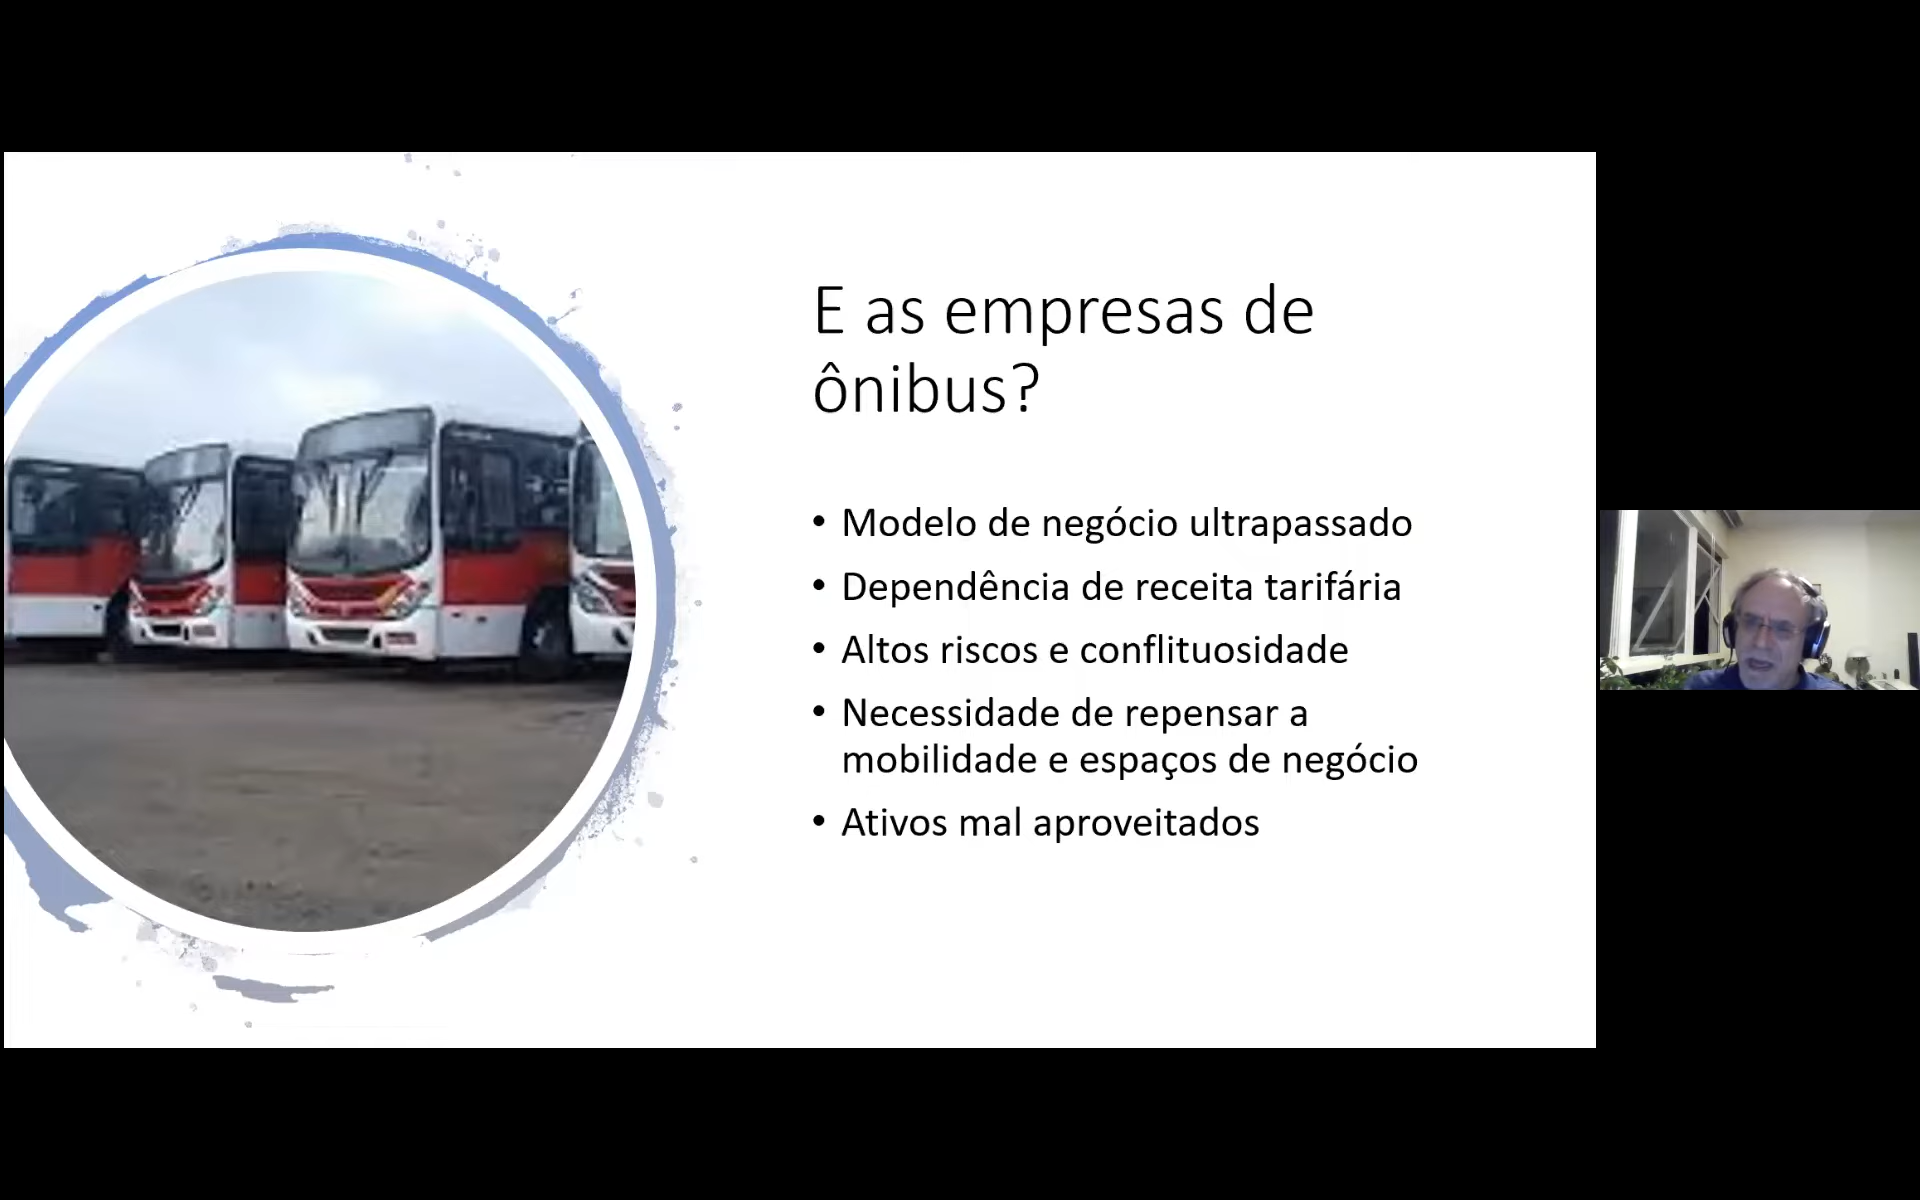 E as empresas de
ônibus?
• Modelo de negócio ultrapassado
• Dependência de receita tarifária
• Altos riscos e conflituosidade
• Necessidade de repensar a
mobilidade e espaços de negócio
• Ativos mal aproveitados